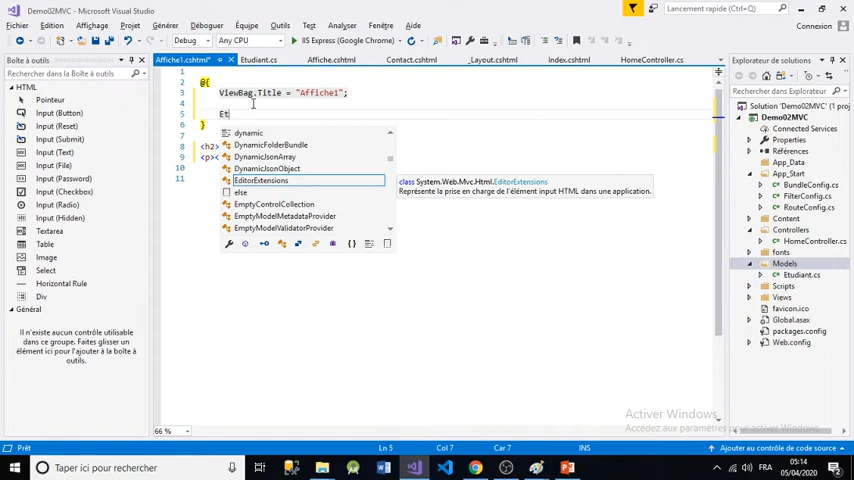 Demo02MVC - Microsoft Visual Studio
Lancement rapide (Ctrl+Q)
Fichier Edition Affichage Projet Générer Déboguer Équipe Outils Test Analyser Fenêtre Aide
Connexion
Debug Any CPU IIS Express (Google Chrome)
Boîte à outils
Affiche1.cshtml* Etudiant.cs Affiche.cshtml Contact.cshtml _Layout.cshtml Index.cshtml HomeController.cs
Explorateur de solutions
Rechercher dans Boîte à outils
Rechercher dans l'Explorateur de
HTML
Pointeur
Input (Button)
Input (Reset)
Input (Submit)
Input (Text)
Input (File)
Input (Password)
Input (Checkbox)
Input (Radio)
Input (Hidden)
Textarea
Table
Image
Select
Horizontal Rule
Div
Général
Il n'existe aucun contrôle utilisable
dans ce groupe. Faites glisser un
élément ici pour l'ajouter à la boîte à
outils.
1
2 @{
3 ViewBag.Title = "Affiche1";
4
5 Et
6 }
7
8 <h2>
9 <p><
10
11
dynamic
DynamicFolderBundle
DynamicJsonArray
DynamicJsonObject
EditorExtensions
else
EmptyControlCollection
EmptyModelMetadataProvider
EmptyModelValidatorProvider
class System.Web.Mvc.Html.EditorExtensions
Représente la prise en charge de l'élément input HTML dans une application.
Solution 'Demo02MVC' (1 projet)
Demo02MVC
Properties
Références
App_Data
App_Start
BundleConfig.cs
FilterConfig.cs
RouteConfig.cs
Content
Controllers
HomeController.cs
fonts
Models
Etudiant.cs
Scripts
Views
favicon.ico
Global.asax
packages.config
Web.config
Activer Windows
Accédez aux paramètres pour activer Windows.
66 %
Prêt
Ln 5 Col 7 Car 7 INS
Ajouter au contrôle de code source
Taper ici pour rechercher
FRA
05:14
05/04/2020